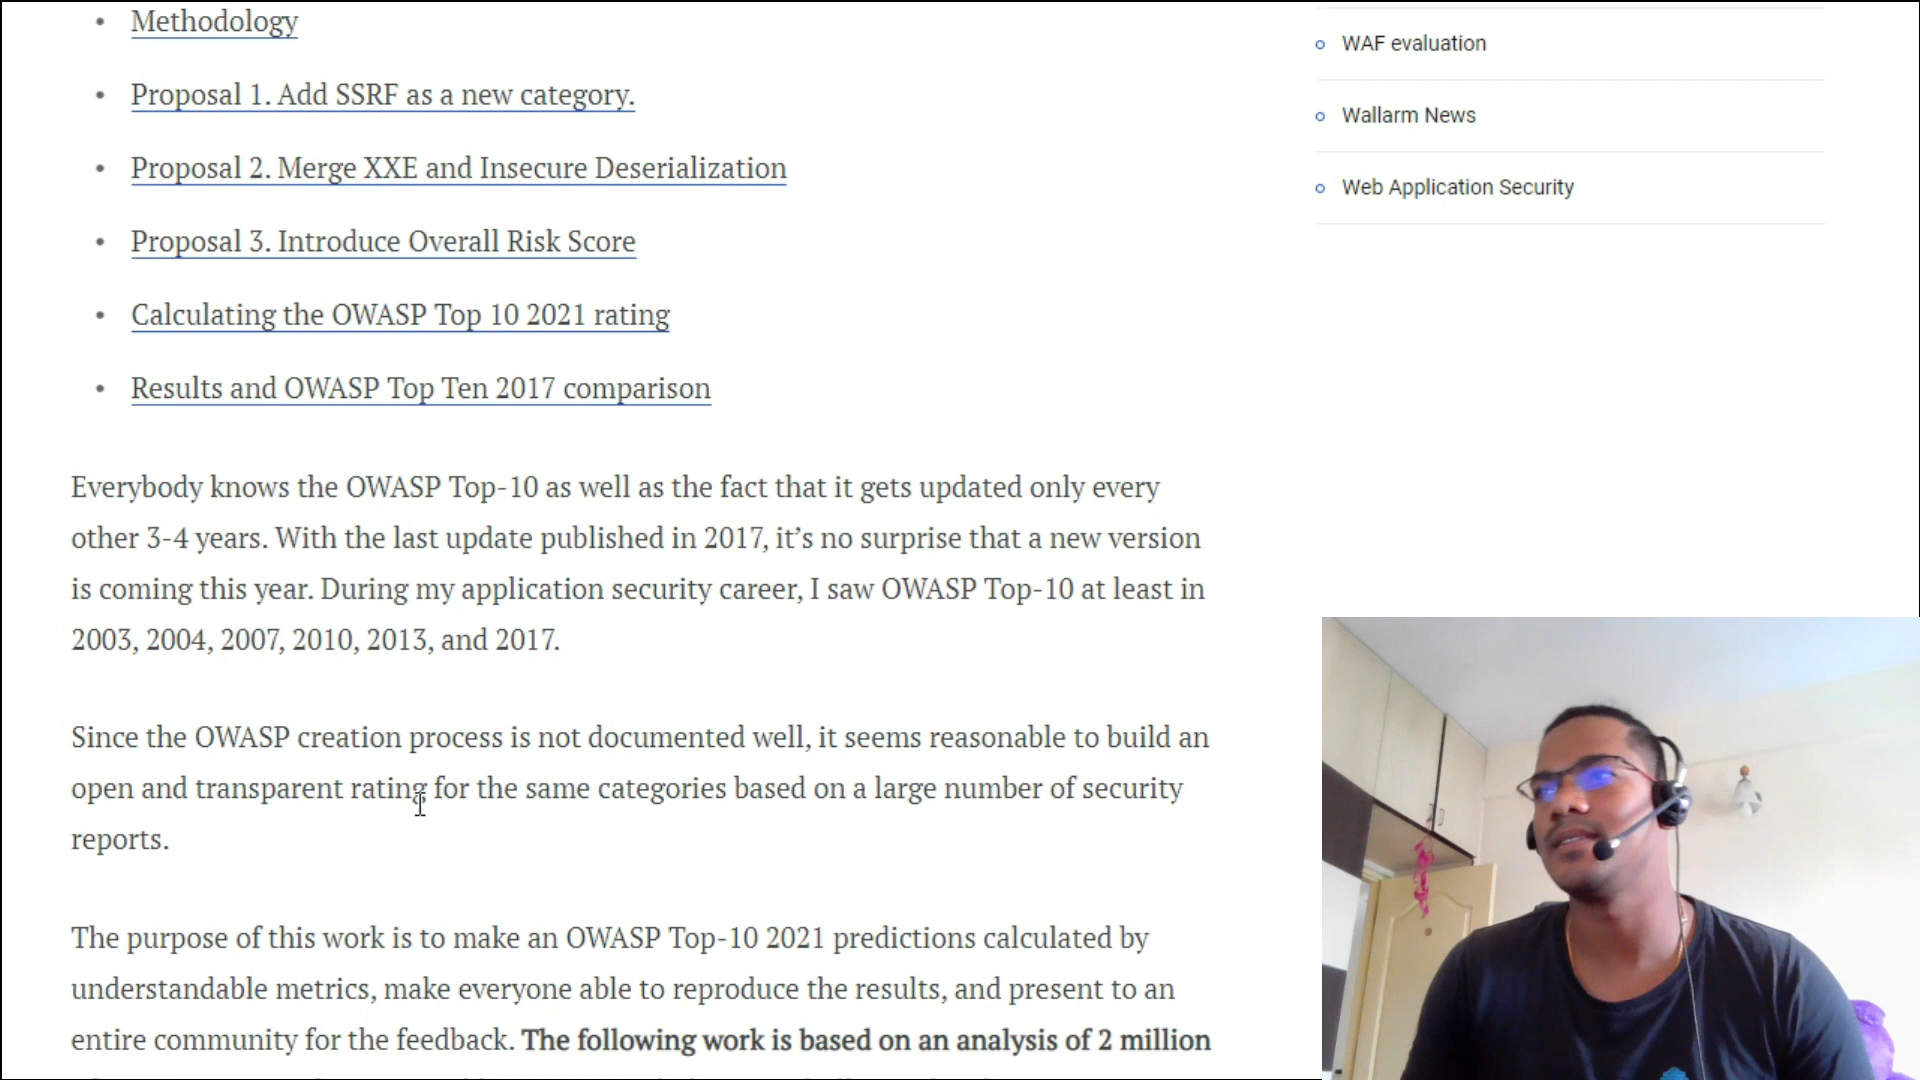 Methodology
Proposal 1. Add SSRF as a new category.
Proposal 2. Merge XXE and Insecure Deserialization
Proposal 3. Introduce Overall Risk Score
Calculating the OWASP Top 10 2021 rating
Results and OWASP Top Ten 2017 comparison
Everybody knows the OWASP Top-10 as well as the fact that it gets updated only every
other 3-4 years. With the last update published in 2017, it’s no surprise that a new version
is coming this year. During my application security career, I saw OWASP Top-10 at least in
2003, 2004, 2007, 2010, 2013, and 2017.
Since the OWASP creation process is not documented well, it seems reasonable to build an
open and transparent rating for the same categories based on a large number of security
reports.
The purpose of this work is to make an OWASP Top-10 2021 predictions calculated by
understandable metrics, make everyone able to reproduce the results, and present to an
entire community for the feedback. The following work is based on an analysis of 2 million
WAF evaluation
Wallarm News
Web Application Security